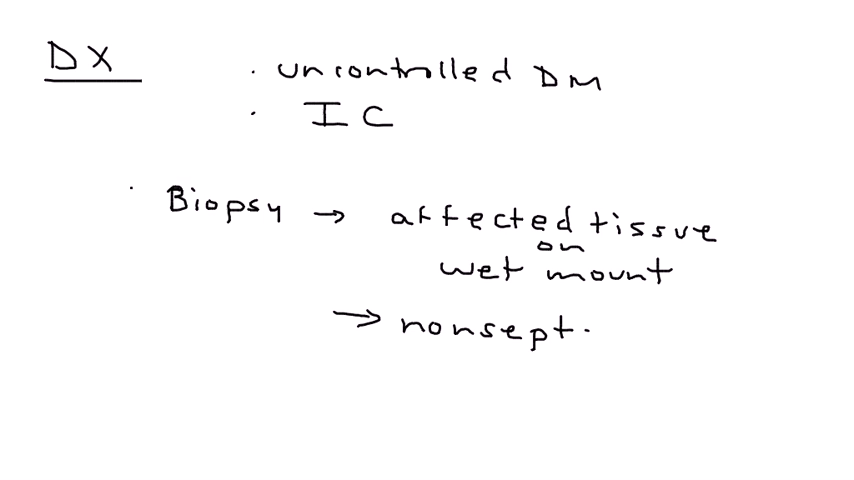 DX
· uncontrolled DM
· IC
· Biopsy → affected tissue
on
wet mount
→ nonsept.